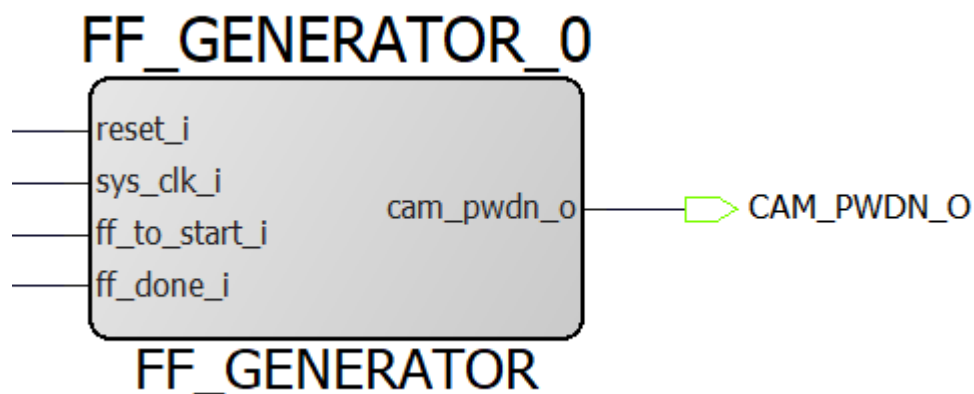 FF_GENERATOR_0
reset_i
sys_clk_i
ff_to_start_i
ff_done_i
cam_pwdn_o
CAM_PWDN_O
FF_GENERATOR